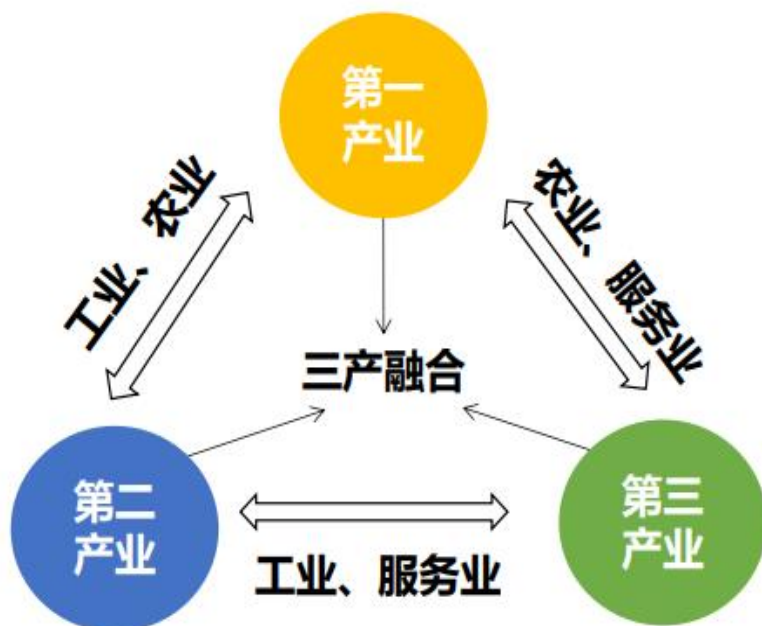 第一
产业
工业、农业
农业、服务业
三产融合
第二
产业
第三
产业
工业、服务业